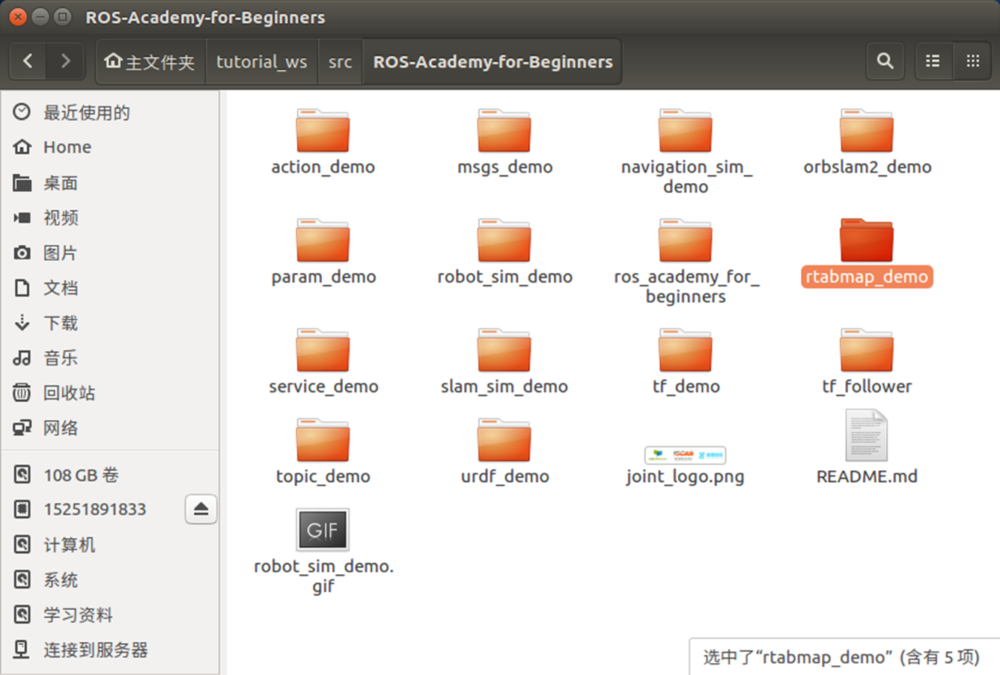 ROS-Academy-for-Beginners
主文件夹 tutorial_ws src ROS-Academy-for-Beginners
最近使用的
Home
桌面
视频
图片
文档
下载
音乐
回收站
网络
108 GB 卷
15251891833
计算机
系统
学习资料
连接到服务器
action_demo
msgs_demo
navigation_sim_
demo
orbslam2_demo
param_demo
robot_sim_demo
ros_academy_for_
beginners
rtabmap_demo
service_demo
slam_sim_demo
tf_demo
tf_follower
topic_demo
urdf_demo
joint_logo.png
README.md
GIF
robot_sim_demo.
gif
选中了“rtabmap_demo” (含有 5 项)